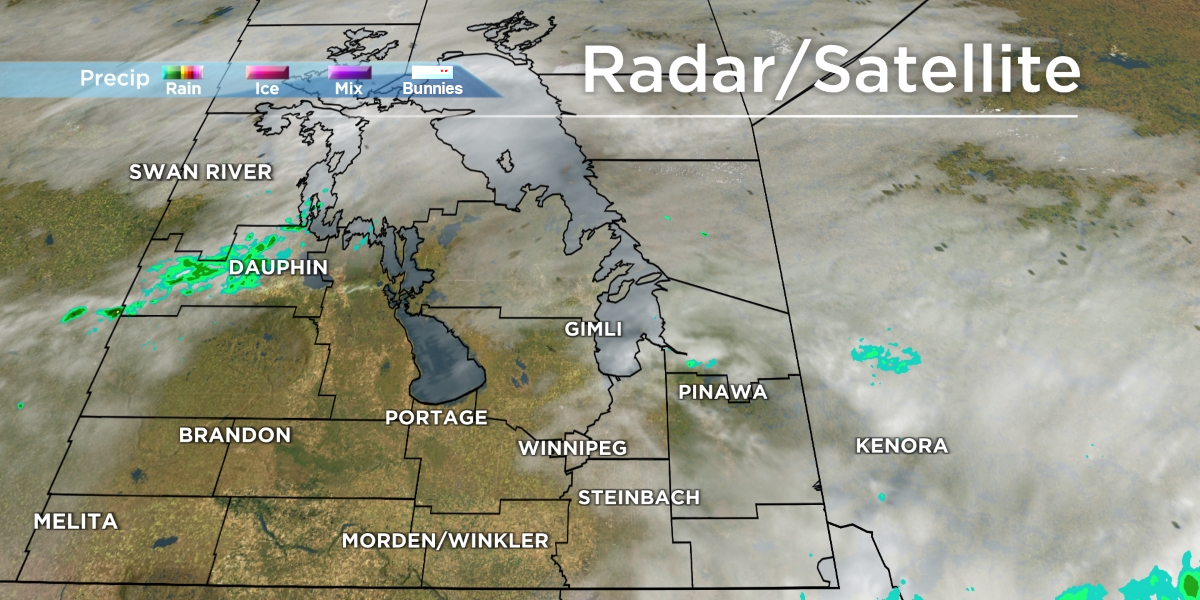 Radar/Satellite
Precip
Rain
Ice
Mix
Bunnies
SWAN RIVER
DAUPHIN
GIMLI
PINAWA
PORTAGE
BRANDON
WINNIPEG
KENORA
STEINBACH
MELITA
MORDEN/WINKLER